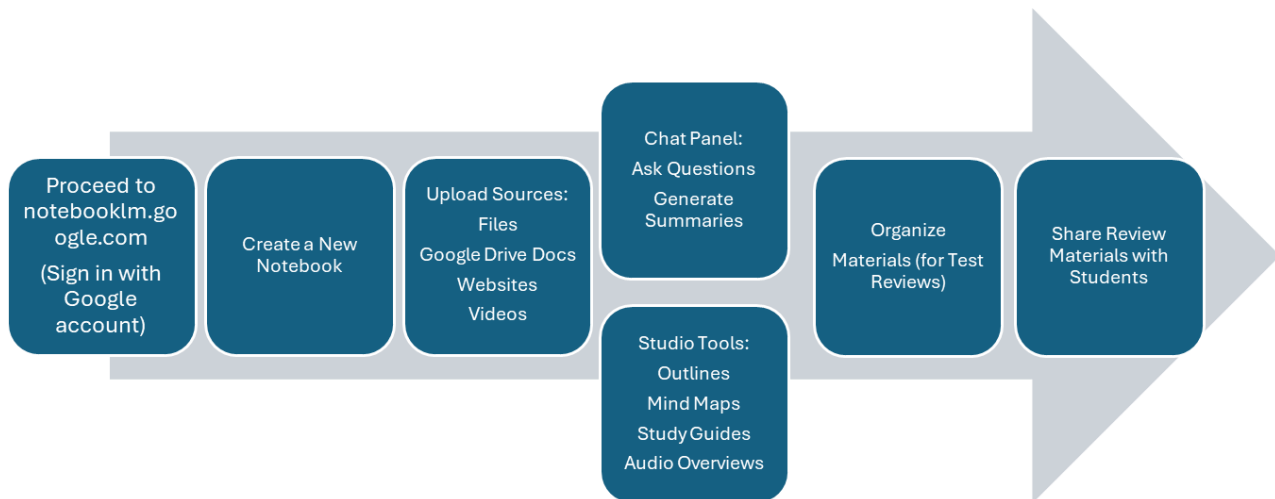 Proceed to
notebooklm.go
ogle.com
(Sign in with
Google
account)
Create a New
Notebook
Upload Sources:
Files
Google Drive Docs
Websites
Videos
Chat Panel:
Ask Questions
Generate
Summaries
Studio Tools:
Outlines
Mind Maps
Study Guides
Audio Overviews
Organize
Materials (for Test
Reviews)
Share Review
Materials with
Students